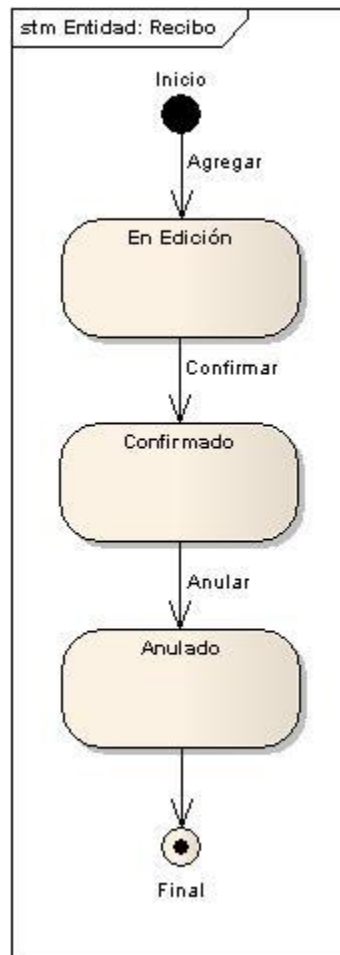 stm Entidad: Recibo
Inicio
Agregar
En Edición
Confirmar
Confirmado
Anular
Anulado
Final